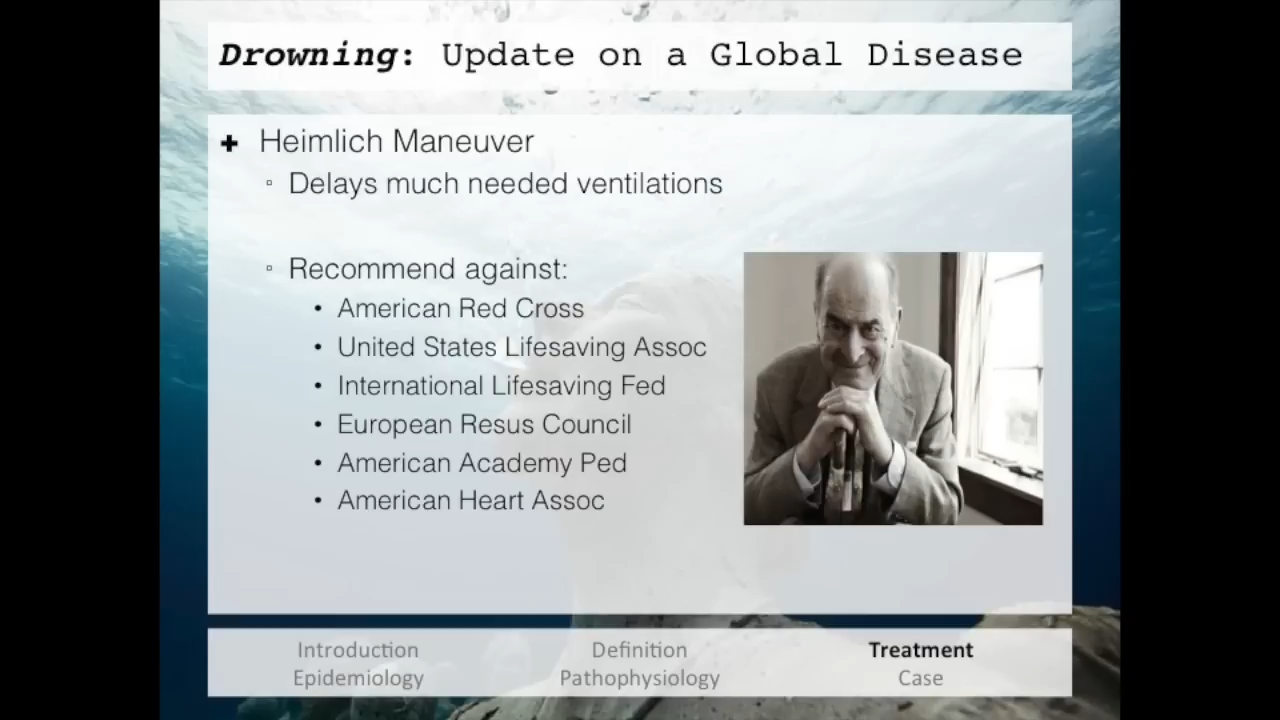 Drowning: Update on a Global Disease
Heimlich Maneuver
Delays much needed ventilations
Recommend against:
American Red Cross
United States Lifesaving Assoc
International Lifesaving Fed
European Resus Council
American Academy Ped
American Heart Assoc
Introduction
Epidemiology
Definition
Pathophysiology
Treatment
Case